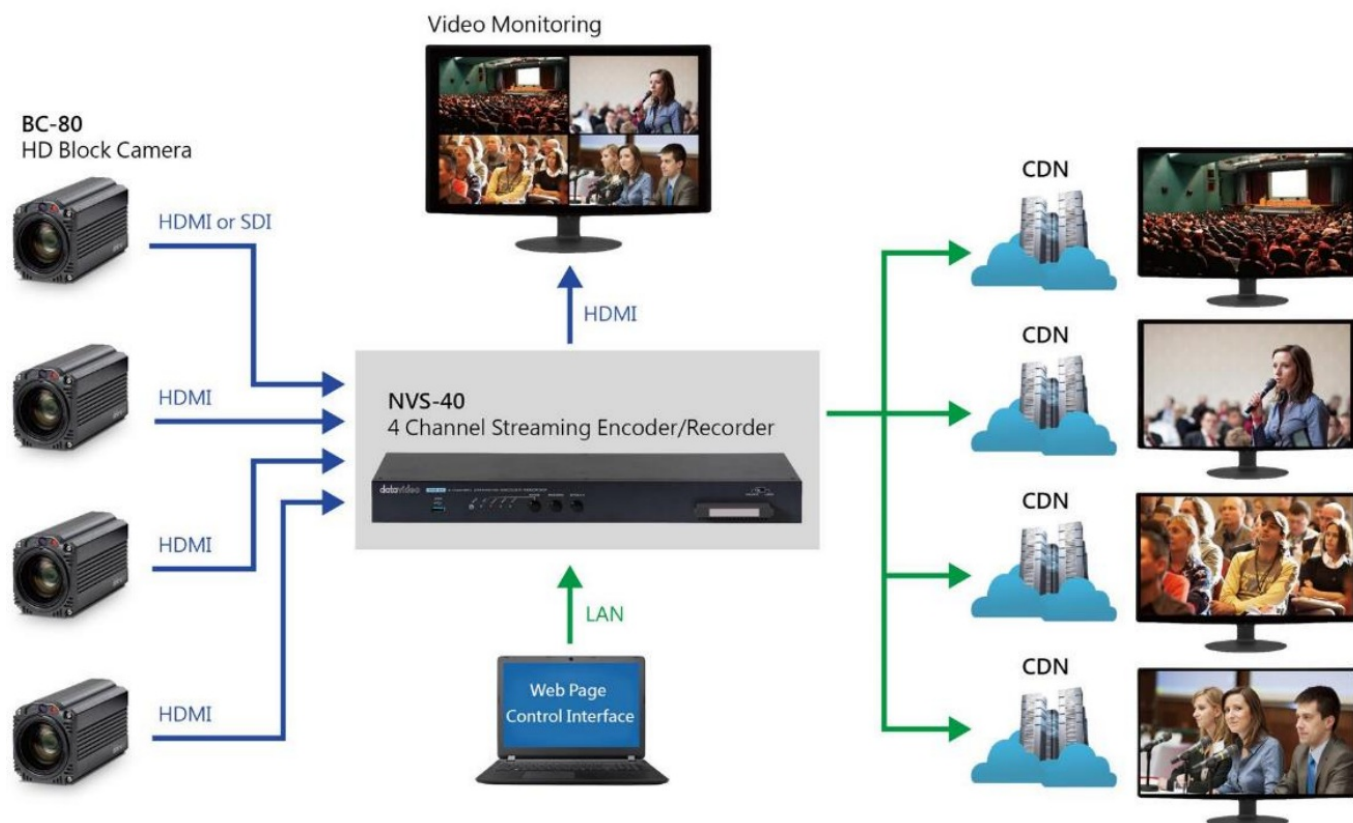 Video Monitoring
BC-80
HD Block Camera
HDMI or SDI
HDMI
HDMI
HDMI
HDMI
NVS-40
4 Channel Streaming Encoder/Recorder
datavideo
LAN
Web Page
Control Interface
CDN
CDN
CDN
CDN